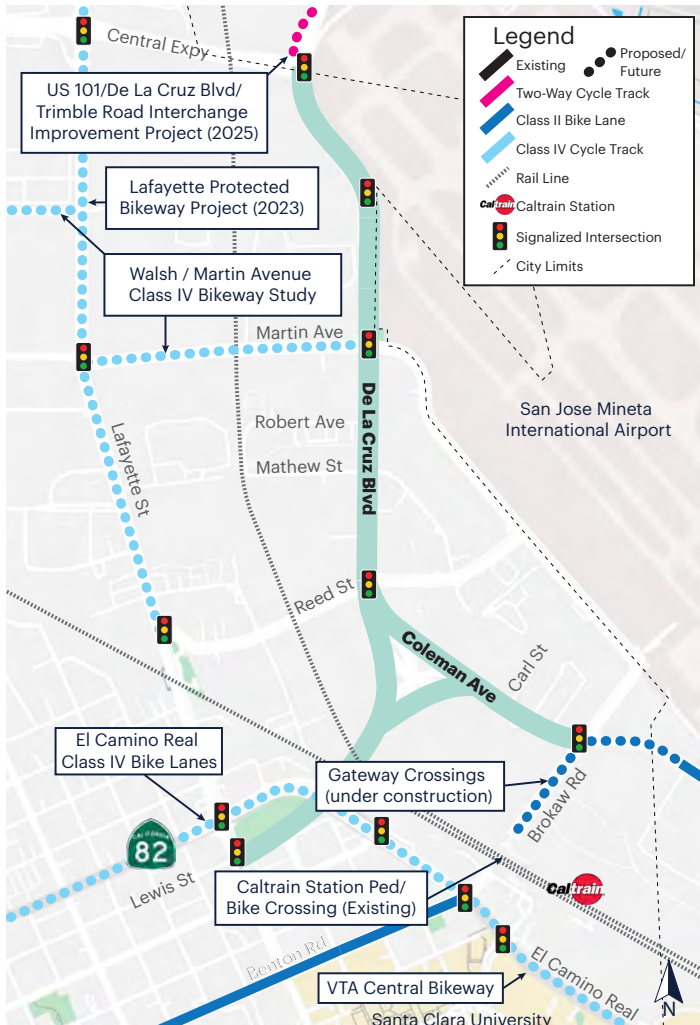 Central Expy
US 101/De La Cruz Blvd/
Trimble Road Interchange
Improvement Project (2025)
Lafayette Protected
Bikeway Project (2023)
Walsh / Martin Avenue
Class IV Bikeway Study
Legend
Existing
Proposed/
Future
Two-Way Cycle Track
Class II Bike Lane
Class IV Cycle Track
Rail Line
Caltrain
Caltrain Station
Signalized Intersection
City Limits
Martin Ave
San Jose Mineta
International Airport
De La Cruz Blvd
Robert Ave
Mathew St
Lafayette St
Reed St
Coleman Ave
Carl St
El Camino Real
Class IV Bike Lanes
Gateway Crossings
(under construction)
Brokaw Rd
CALIFORNIA
82
Lewis St
Caltrain Station Ped/
Bike Crossing (Existing)
Caltrain
Benton Rd
VTA Central Bikeway
El Camino Real
Santa Clara University
N